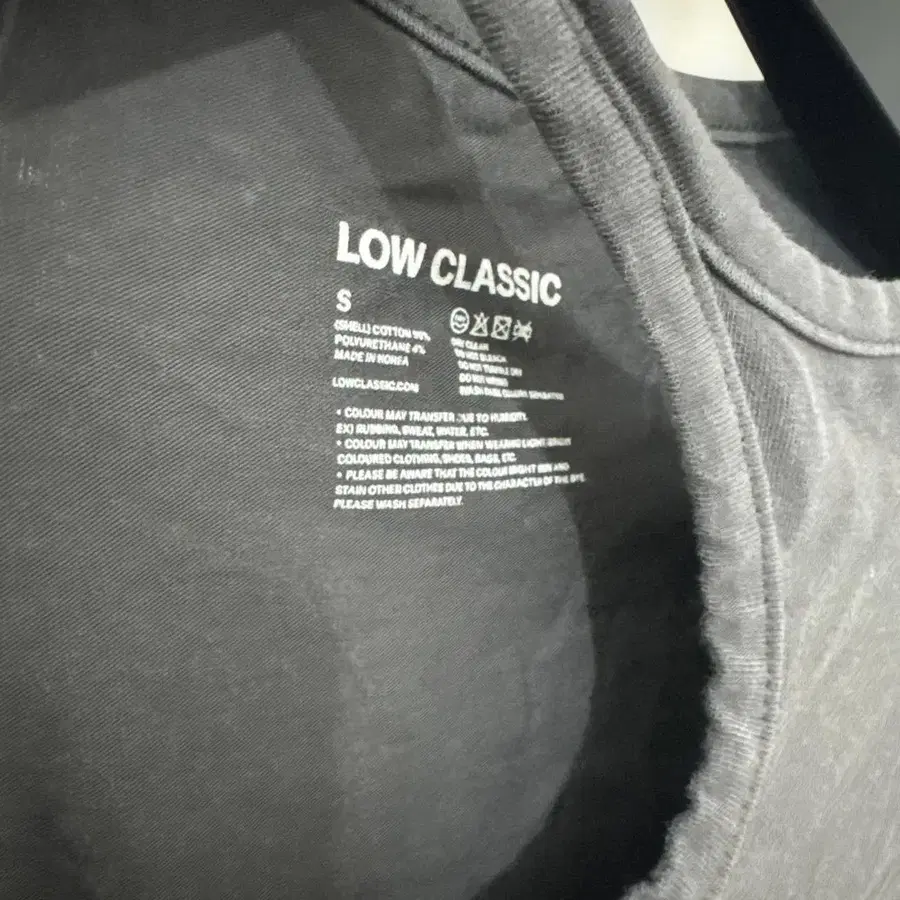 LOW CLASSIC
S
(SHELL) COTTON 96%
POLYURETHANE 4%
MADE IN KOREA
LOWCLASSIC.COM
DRY CLEAN
DO NOT BLEACH
DO NOT TUMBLE DRY
DO NOT WRING
WASH SEPARATELY
• COLOUR MAY TRANSFER DUE TO HUMIDITY.
EX) RUBBING, SWEAT, WATER, ETC.
• COLOUR MAY TRANSFER WHEN WEARING LIGHT
COLOURED CLOTHING, SHOES, BAGS, ETC.
• PLEASE BE AWARE THAT THE COLOUR MIGHT RUN AND
STAIN OTHER CLOTHES DUE TO THE CHARACTER OF THE DYE.
PLEASE WASH SEPARATELY.